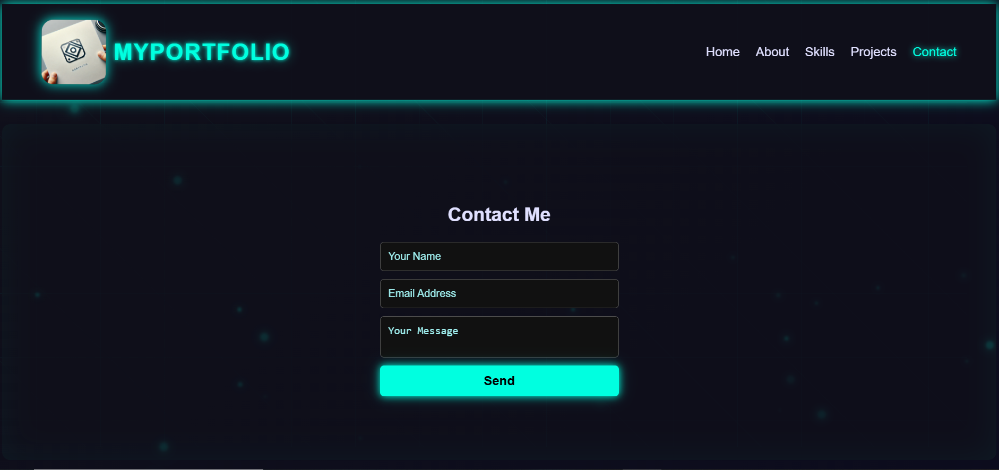 MYPORTFOLIO
Home About Skills Projects Contact
Contact Me
Your Name
Email Address
Your Message
Send